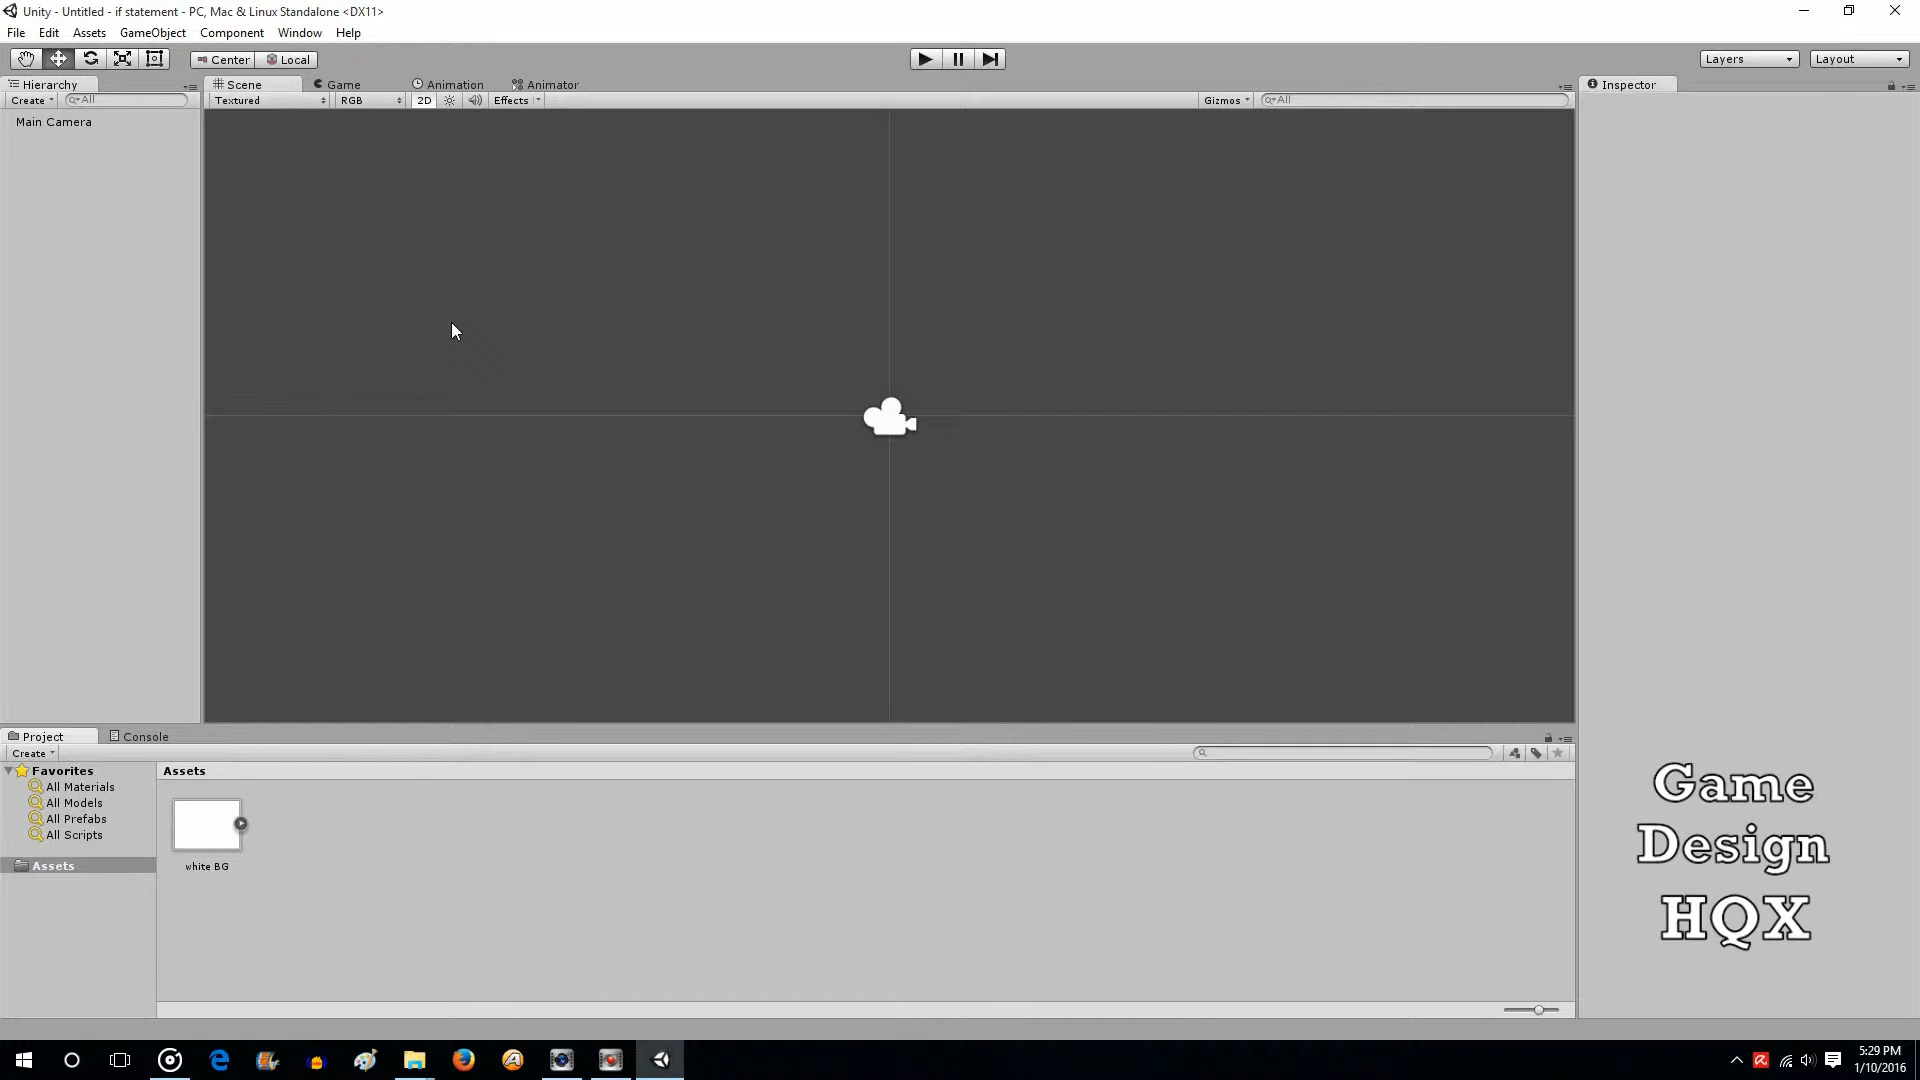 Unity - Untitled - if statement - PC, Mac & Linux Standalone <DX11>
File Edit Assets GameObject Component Window Help
Center Local
Layers Layout
Hierarchy
Create All
Main Camera
Scene Game Animation Animator
Textured RGB 2D Effects Gizmos All
Inspector
Project Console
Create
Favorites
All Materials
All Models
All Prefabs
All Scripts
Assets
Assets
white BG
Game
Design
HQX
5:29 PM
1/10/2016